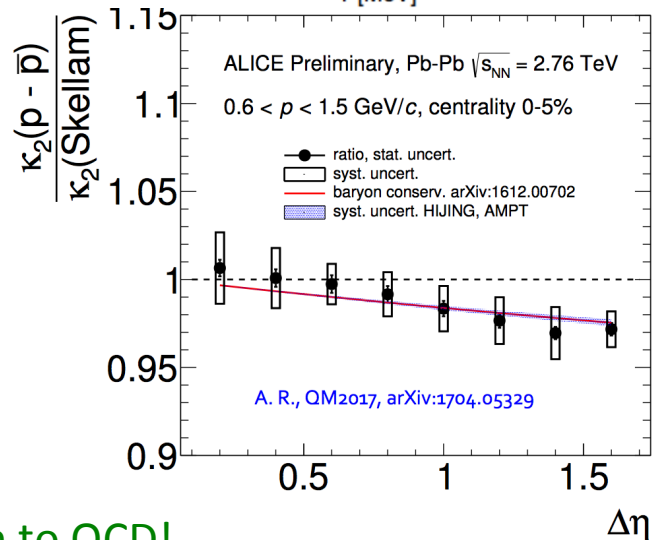 κ₂(p - p̅)
κ₂(Skellam)
1.15
1.1
1.05
1
0.95
0.9
ALICE Preliminary, Pb-Pb √sNN = 2.76 TeV
0.6 < p < 1.5 GeV/c, centrality 0-5%
ratio, stat. uncert.
syst. uncert.
baryon conserv. arXiv:1612.00702
syst. uncert. HIJING, AMPT
A. R., QM2017, arXiv:1704.05329
0.5 1 1.5
Δη
to QCD!